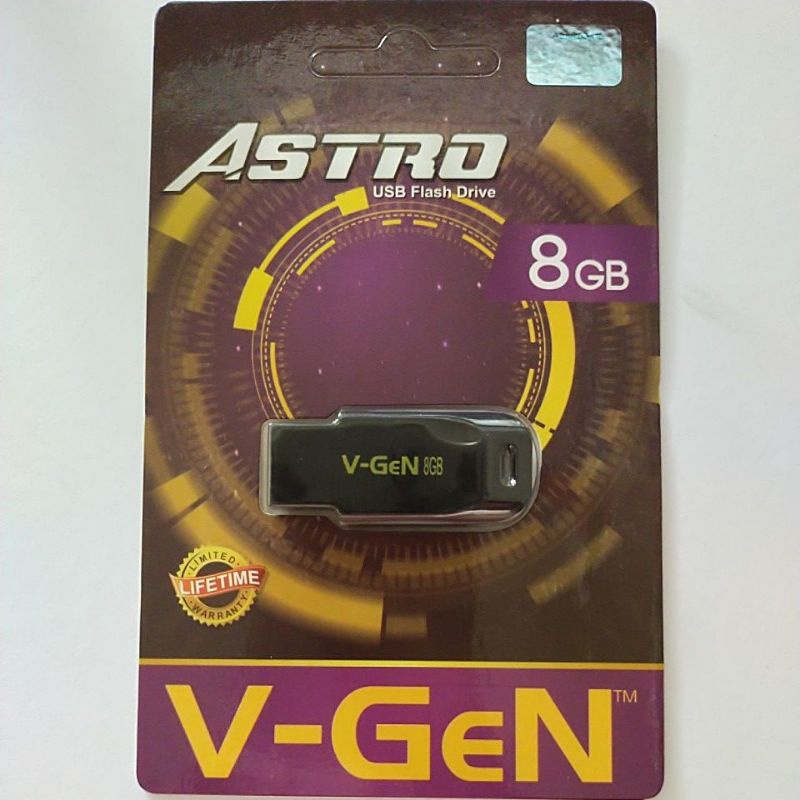 ASTRO
USB Flash Drive
8GB
V-GeN 8GB
LIMITED
LIFETIME
WARRANTY
V-GeN™